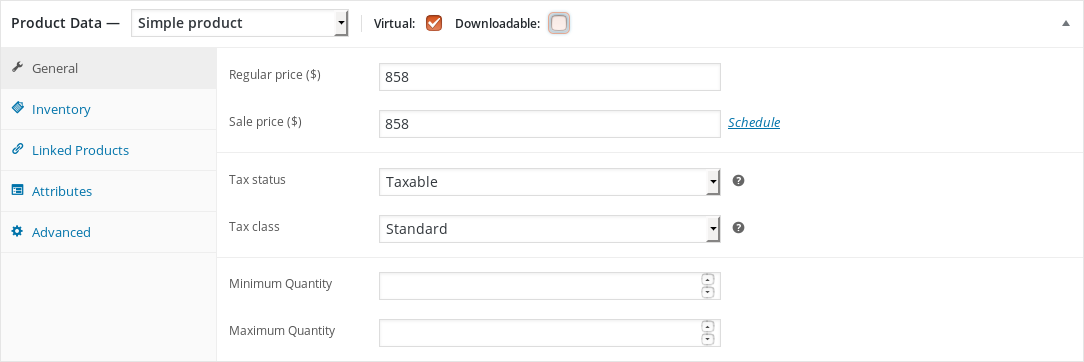 Product Data — Simple product Virtual: Downloadable:
General
Inventory
Linked Products
Attributes
Advanced
Regular price ($) 858
Sale price ($) 858 Schedule
Tax status Taxable ?
Tax class Standard ?
Minimum Quantity
Maximum Quantity